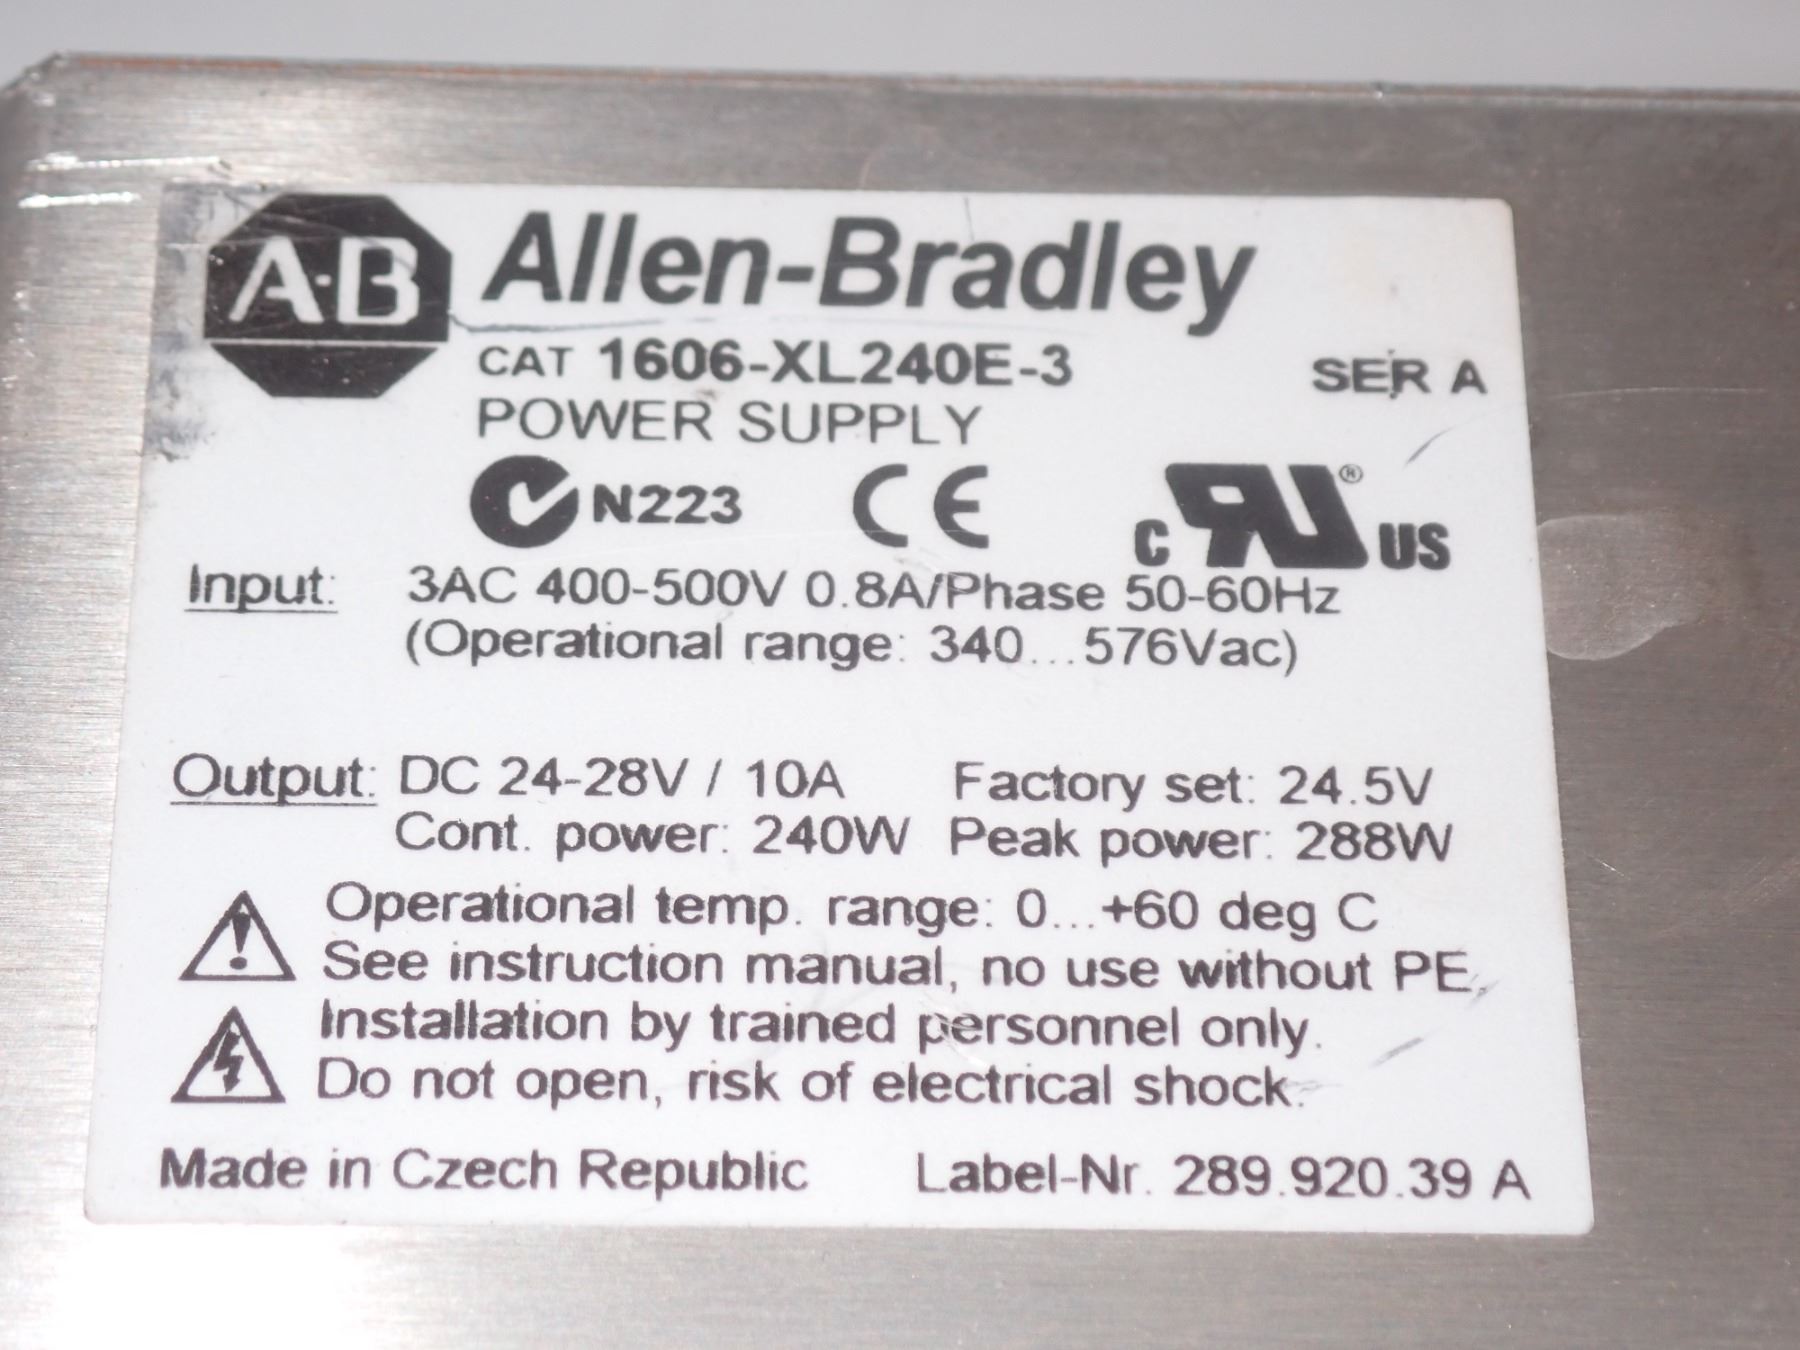 A-B Allen-Bradley
CAT 1606-XL240E-3 SER A
POWER SUPPLY
N223 CE c RU ® US
Input: 3AC 400-500V 0.8A/Phase 50-60Hz
(Operational range: 340...576Vac)
Output: DC 24-28V / 10A Factory set: 24.5V
Cont. power: 240W Peak power: 288W
Operational temp. range: 0...+60 deg C
See instruction manual, no use without PE.
Installation by trained personnel only.
Do not open, risk of electrical shock.
Made in Czech Republic Label-Nr. 289.920.39 A